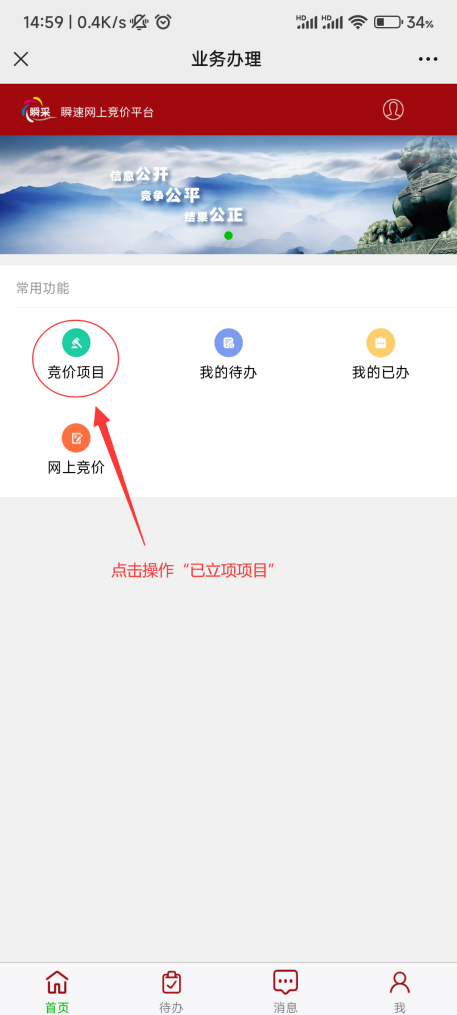 14:59 | 0.4K/s
HD HD 34%
业务办理
瞬采 瞬速网上竞价平台
信息公开
竞争公平
结果公正
常用功能
竞价项目 我的待办 我的已办
网上竞价
点击操作“已立项项目”
首页 待办 消息 我